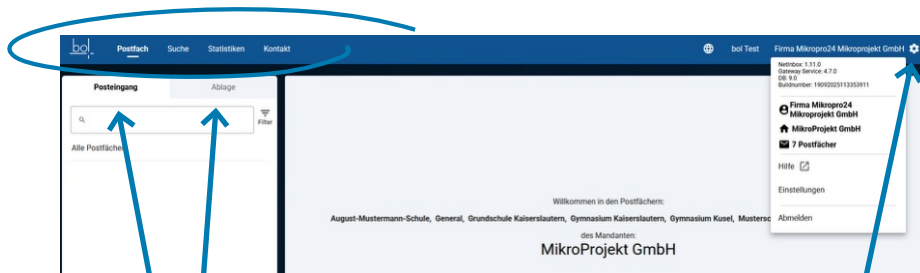 bol. Postfach Suche Statistiken Kontakt bol Test Firma Mikropro24 Mikroprojekt GmbH
NetInbox: 1.11.0
Gateway Service: 4.7.0
DB: 9.0
Buildnumber: 19092025113353911
Posteingang Ablage
Filter
Alle Postfächer
Firma Mikropro24
Mikroprojekt GmbH
MikroProjekt GmbH
7 Postfächer
Hilfe
Einstellungen
Abmelden
Willkommen in den Postfächern:
August-Mustermann-Schule, General, Grundschule Kaiserslautern, Gymnasium Kaiserslautern, Gymnasium Kusel,
des Mandanten:
MikroProjekt GmbH